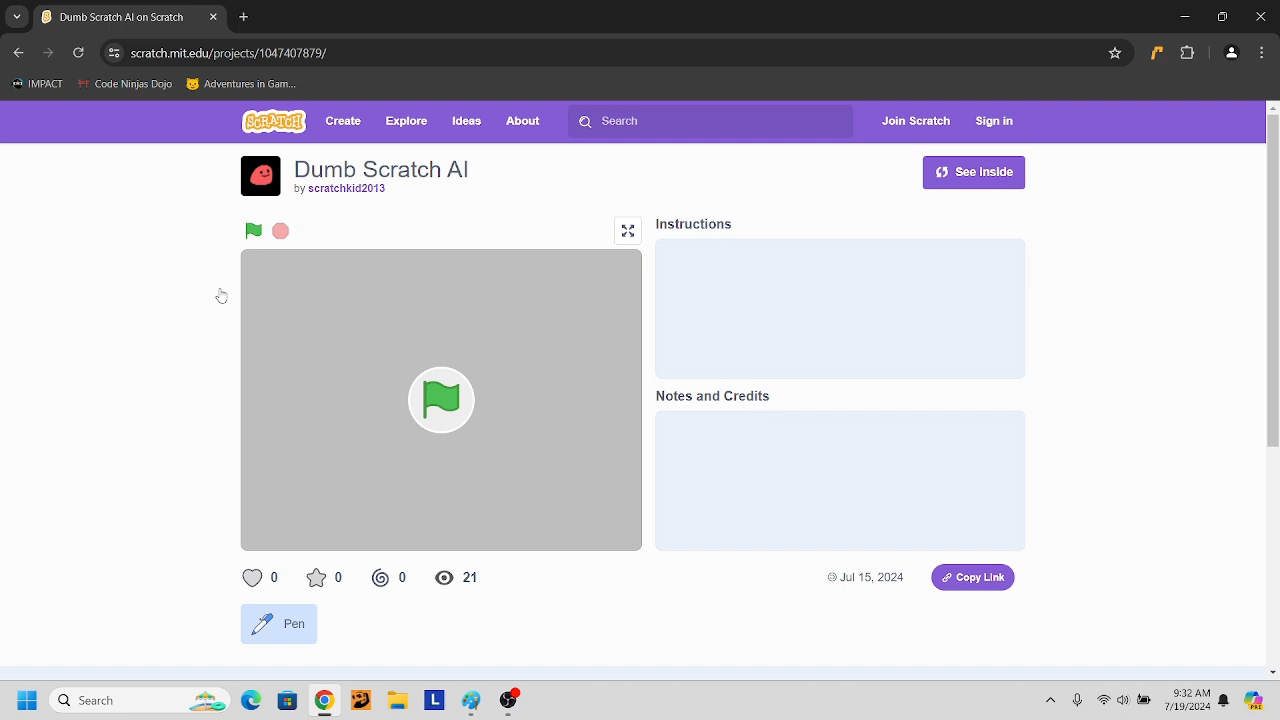 Dumb Scratch AI on Scratch
scratch.mit.edu/projects/1047407879/
IMPACT
Code Ninjas Dojo
Adventures in Gam...
SCRATCH
Create
Explore
Ideas
About
Search
Join Scratch
Sign in
Dumb Scratch AI
by scratchkid2013
See inside
Instructions
Notes and Credits
0
0
0
21
© Jul 15, 2024
Copy Link
Pen
Search
L
PRE
9:32 AM
7/19/2024